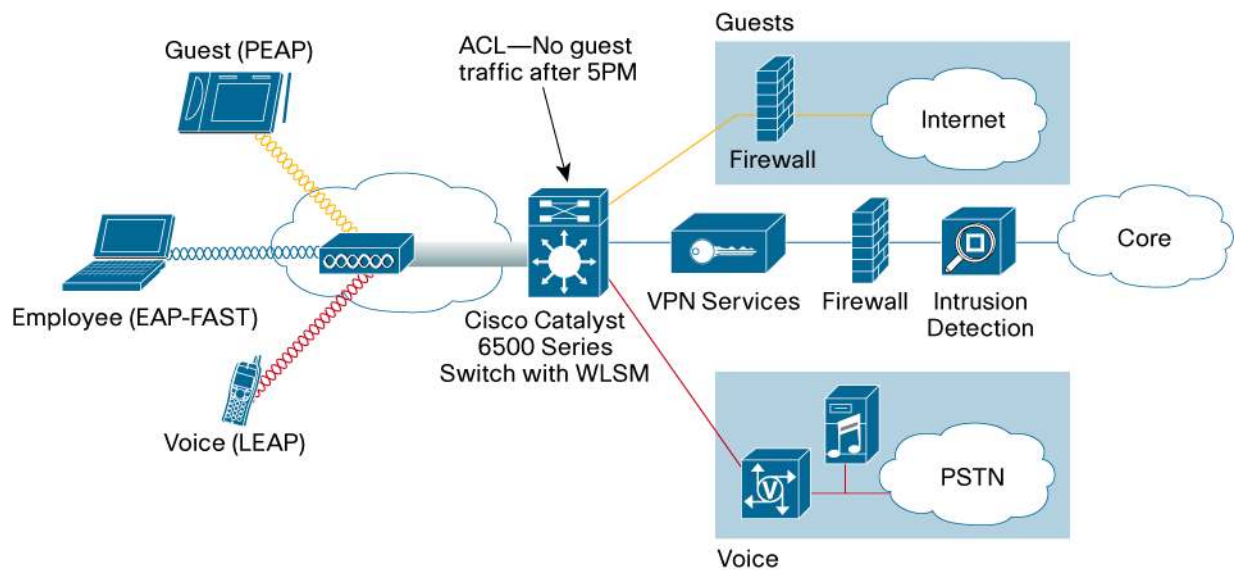 Guests
Guest (PEAP)
ACL—No guest
traffic after 5PM
Internet
Firewall
Core
VPN Services
Firewall
Intrusion
Detection
Employee (EAP-FAST)
Cisco Catalyst
6500 Series
Switch with WLSM
Voice (LEAP)
V
PSTN
Voice